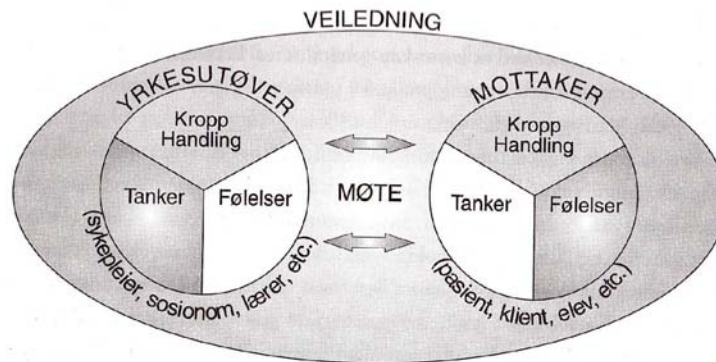 VEILEDNING
YRKESUTØVER
Kropp
Handling
Tanker
Følelser
(sykepleier, sosionom, lærer, etc.)
MØTE
MOTTAKER
Kropp
Handling
Tanker
Følelser
(pasient, klient, elev, etc.)